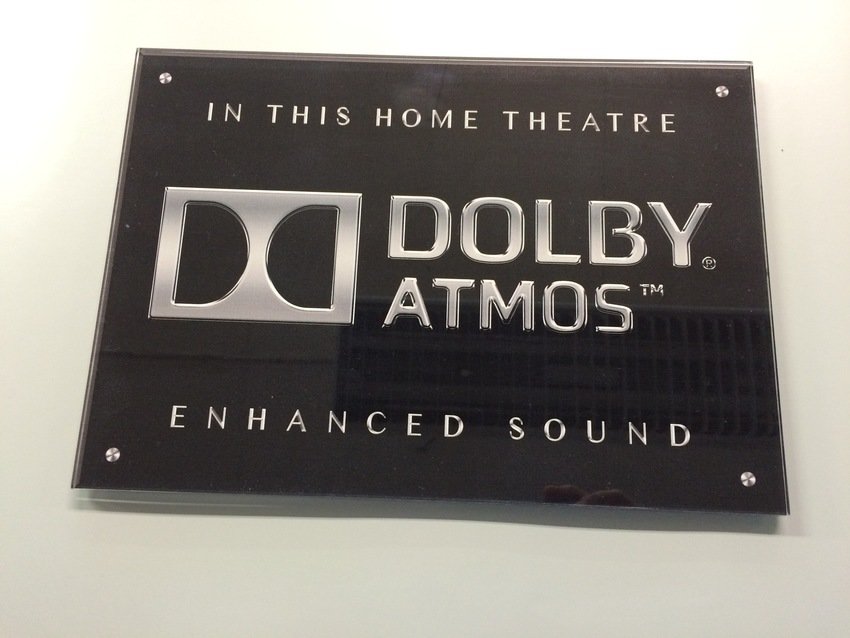 IN THIS HOME THEATRE
DOLBY®
ATMOS™
ENHANCED SOUND